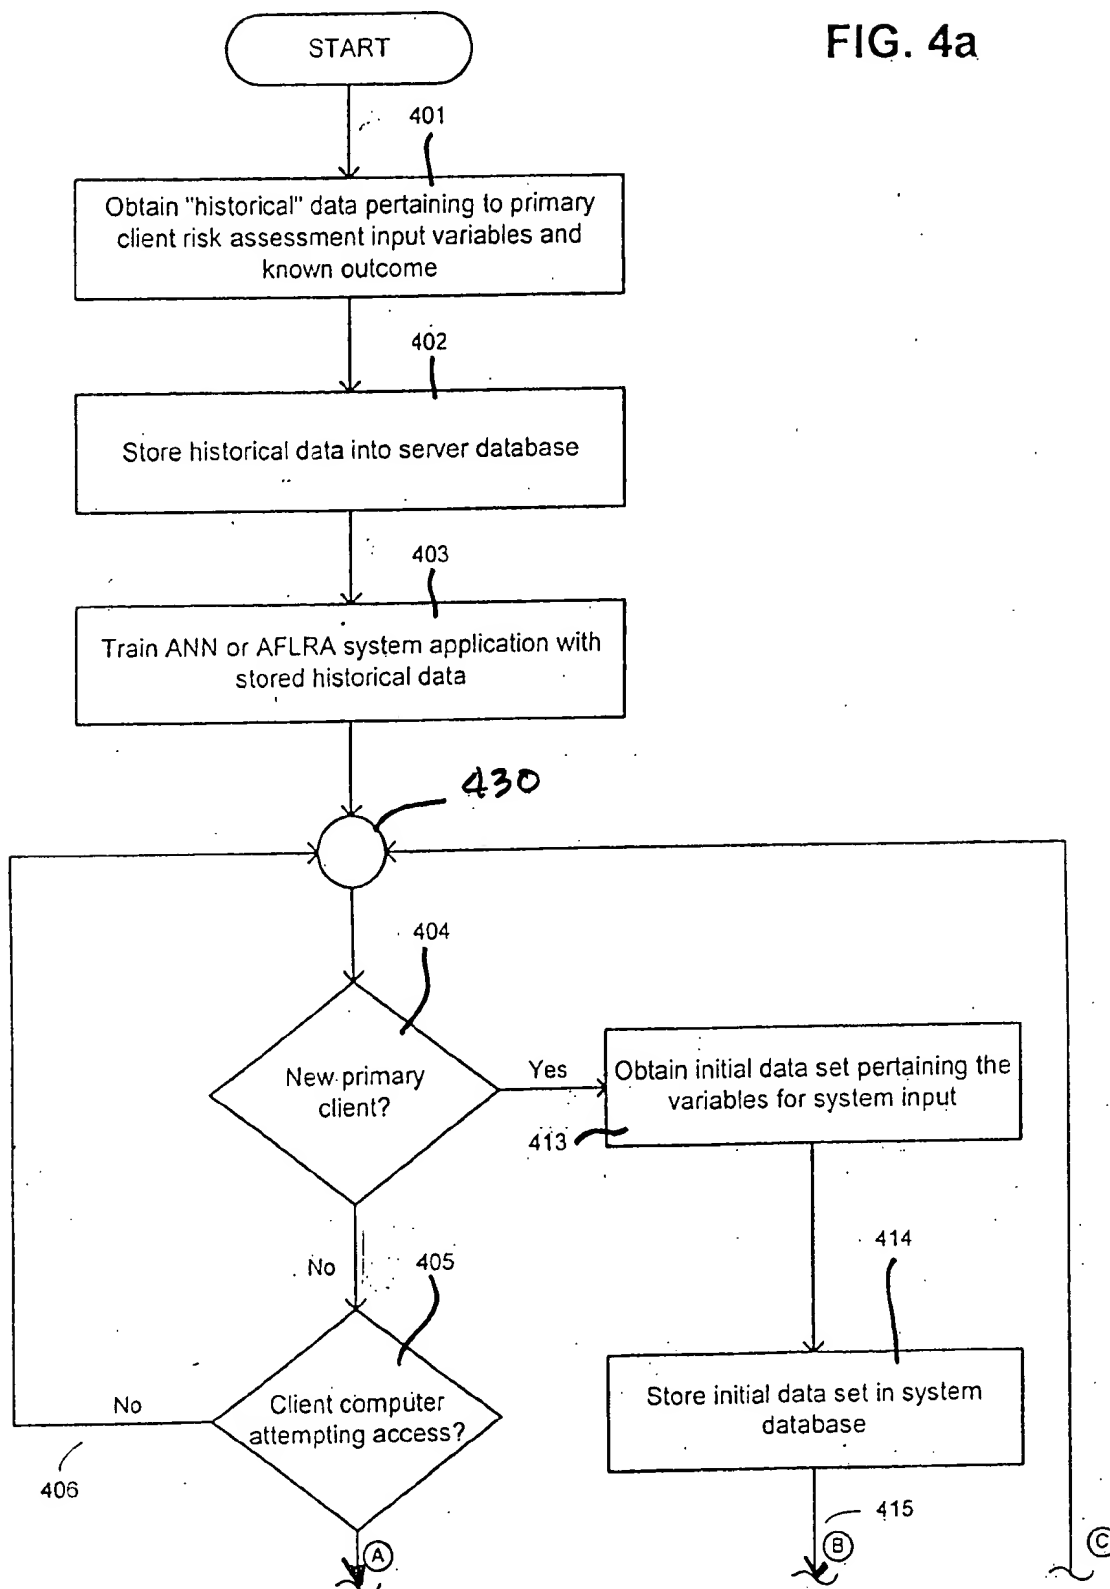 START
FIG. 4a
401
Obtain "historical" data pertaining to primary
client risk assessment input variables and
known outcome
402
Store historical data into server database
403
Train ANN or AFLRA system application with
stored historical data
430
404
New primary
client?
Yes
Obtain initial data set pertaining the
variables for system input
413
No
405
414
Client computer
attempting access?
No
406
Store initial data set in system
database
415
A
B
C